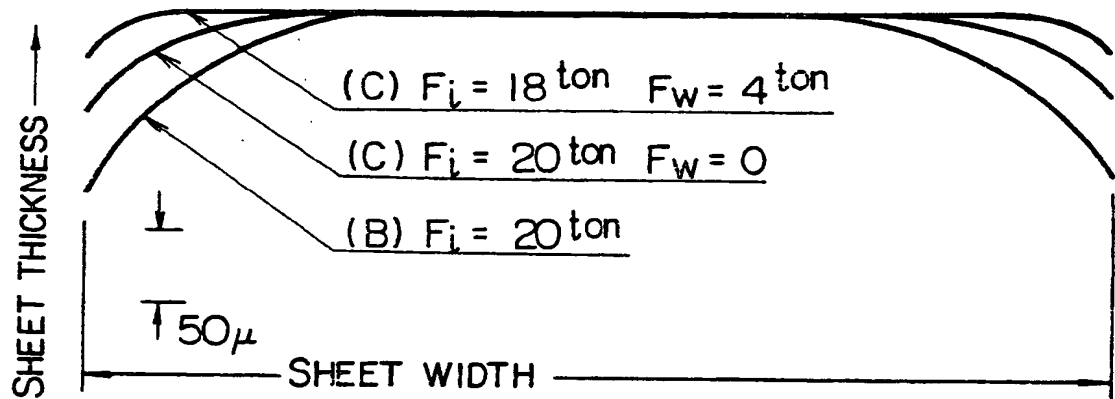 (C) Fi = 18 ton Fw = 4 ton
(C) Fi = 20 ton Fw = 0
(B) Fi = 20 ton
50μ
SHEET THICKNESS
SHEET WIDTH